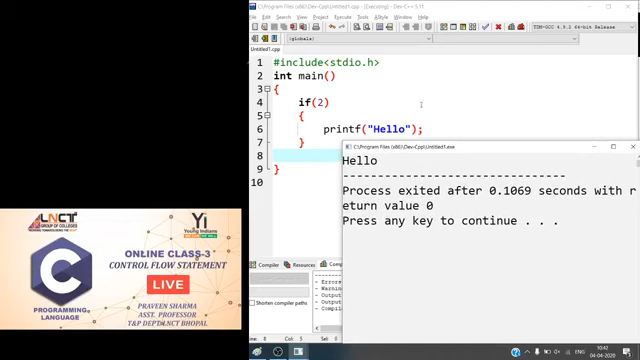 C:\Program Files (x86)\Dev-Cpp\Untitled1.cpp - [Executing] - Dev-C++ 5.11
File Edit Search View Project Execute Tools AStyle Window Help
TDM-GCC 4.9.2 64-bit Release
(globals)
Untitled1.cpp
1 #include<stdio.h>
2 int main()
3 {
4 if(2)
5 {
6 printf("Hello");
7 }
8
9 }
10
C:\Program Files (x86)\Dev-Cpp\Untitled1.exe
Hello
--------------------------------
Process exited after 0.1069 seconds with r
eturn value 0
Press any key to continue . . .
LNCT
GROUP OF COLLEGES
Yi
Young Indians
ONLINE CLASS-3
CONTROL FLOW STATEMENT
LIVE
C
PROGRAMMING
LANGUAGE
PRAVEEN SHARMA
ASST. PROFESSOR
T&P DEPTT.LNCT BHOPAL
Compiler Resources
Shorten compiler paths
- Errors
- Output
- Output
- Compil
Line: 8 Col: 5 Sel: 0
ENG
10:42
04-04-2020